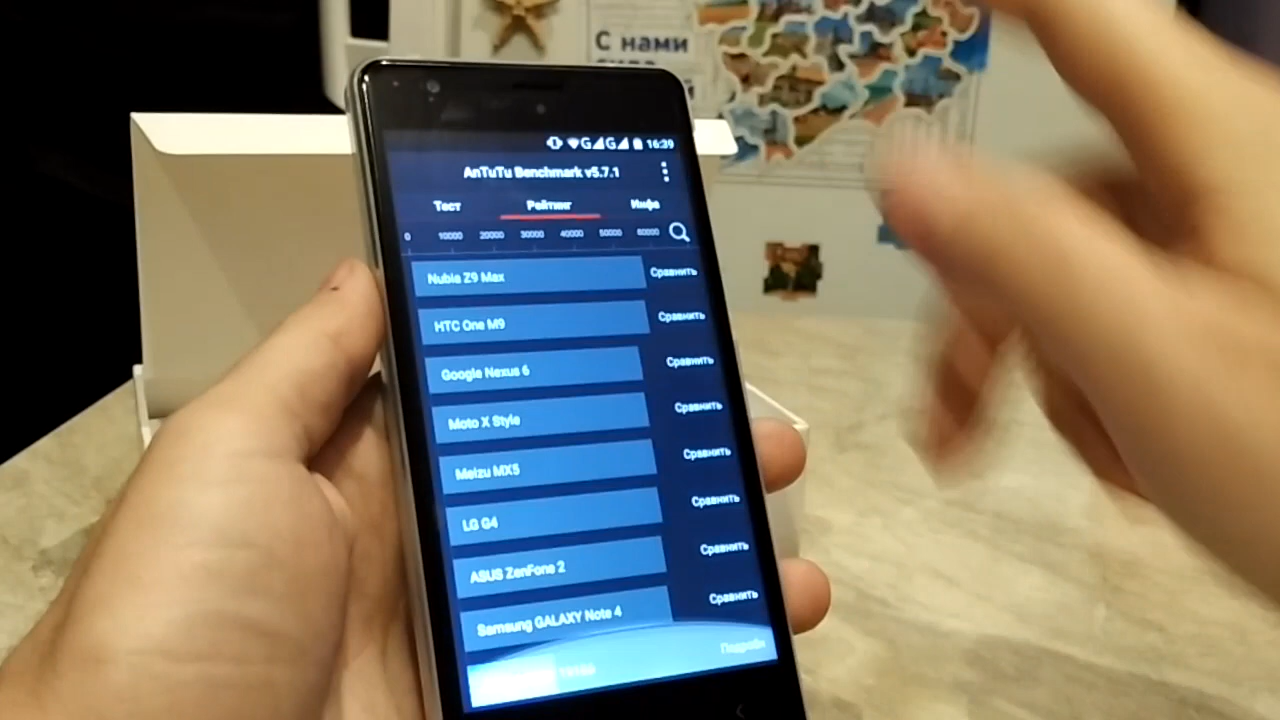 С нами
сила
G G 16:39
AnTuTu Benchmark v5.7.1
Тест Рейтинг Инфо
0 10000 20000 30000 40000 50000 60000
Nubia Z9 Max Сравнить
HTC One M9 Сравнить
Google Nexus 6 Сравнить
Moto X Style Сравнить
Meizu MX5 Сравнить
LG G4 Сравнить
ASUS ZenFone 2 Сравнить
Samsung GALAXY Note 4 Сравнить